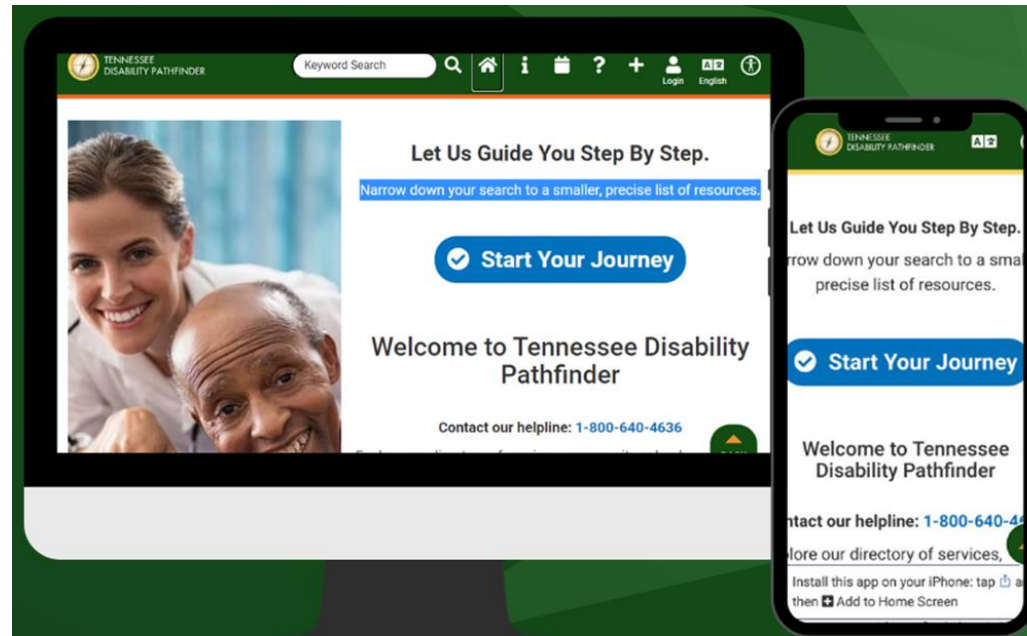 TENNESSEE
DISABILITY PATHFINDER
Keyword Search
Login
English
Let Us Guide You Step By Step.
Narrow down your search to a smaller, precise list of resources.
Start Your Journey
Welcome to Tennessee Disability
Pathfinder
Contact our helpline: 1-800-640-4636
TENNESSEE
DISABILITY PATHFINDER
Let Us Guide You Step By Step.
rrow down your search to a smal
precise list of resources.
Start Your Journey
Welcome to Tennessee
Disability Pathfinder
ntact our helpline: 1-800-640-4
lore our directory of services,
Install this app on your iPhone: tap a
then Add to Home Screen